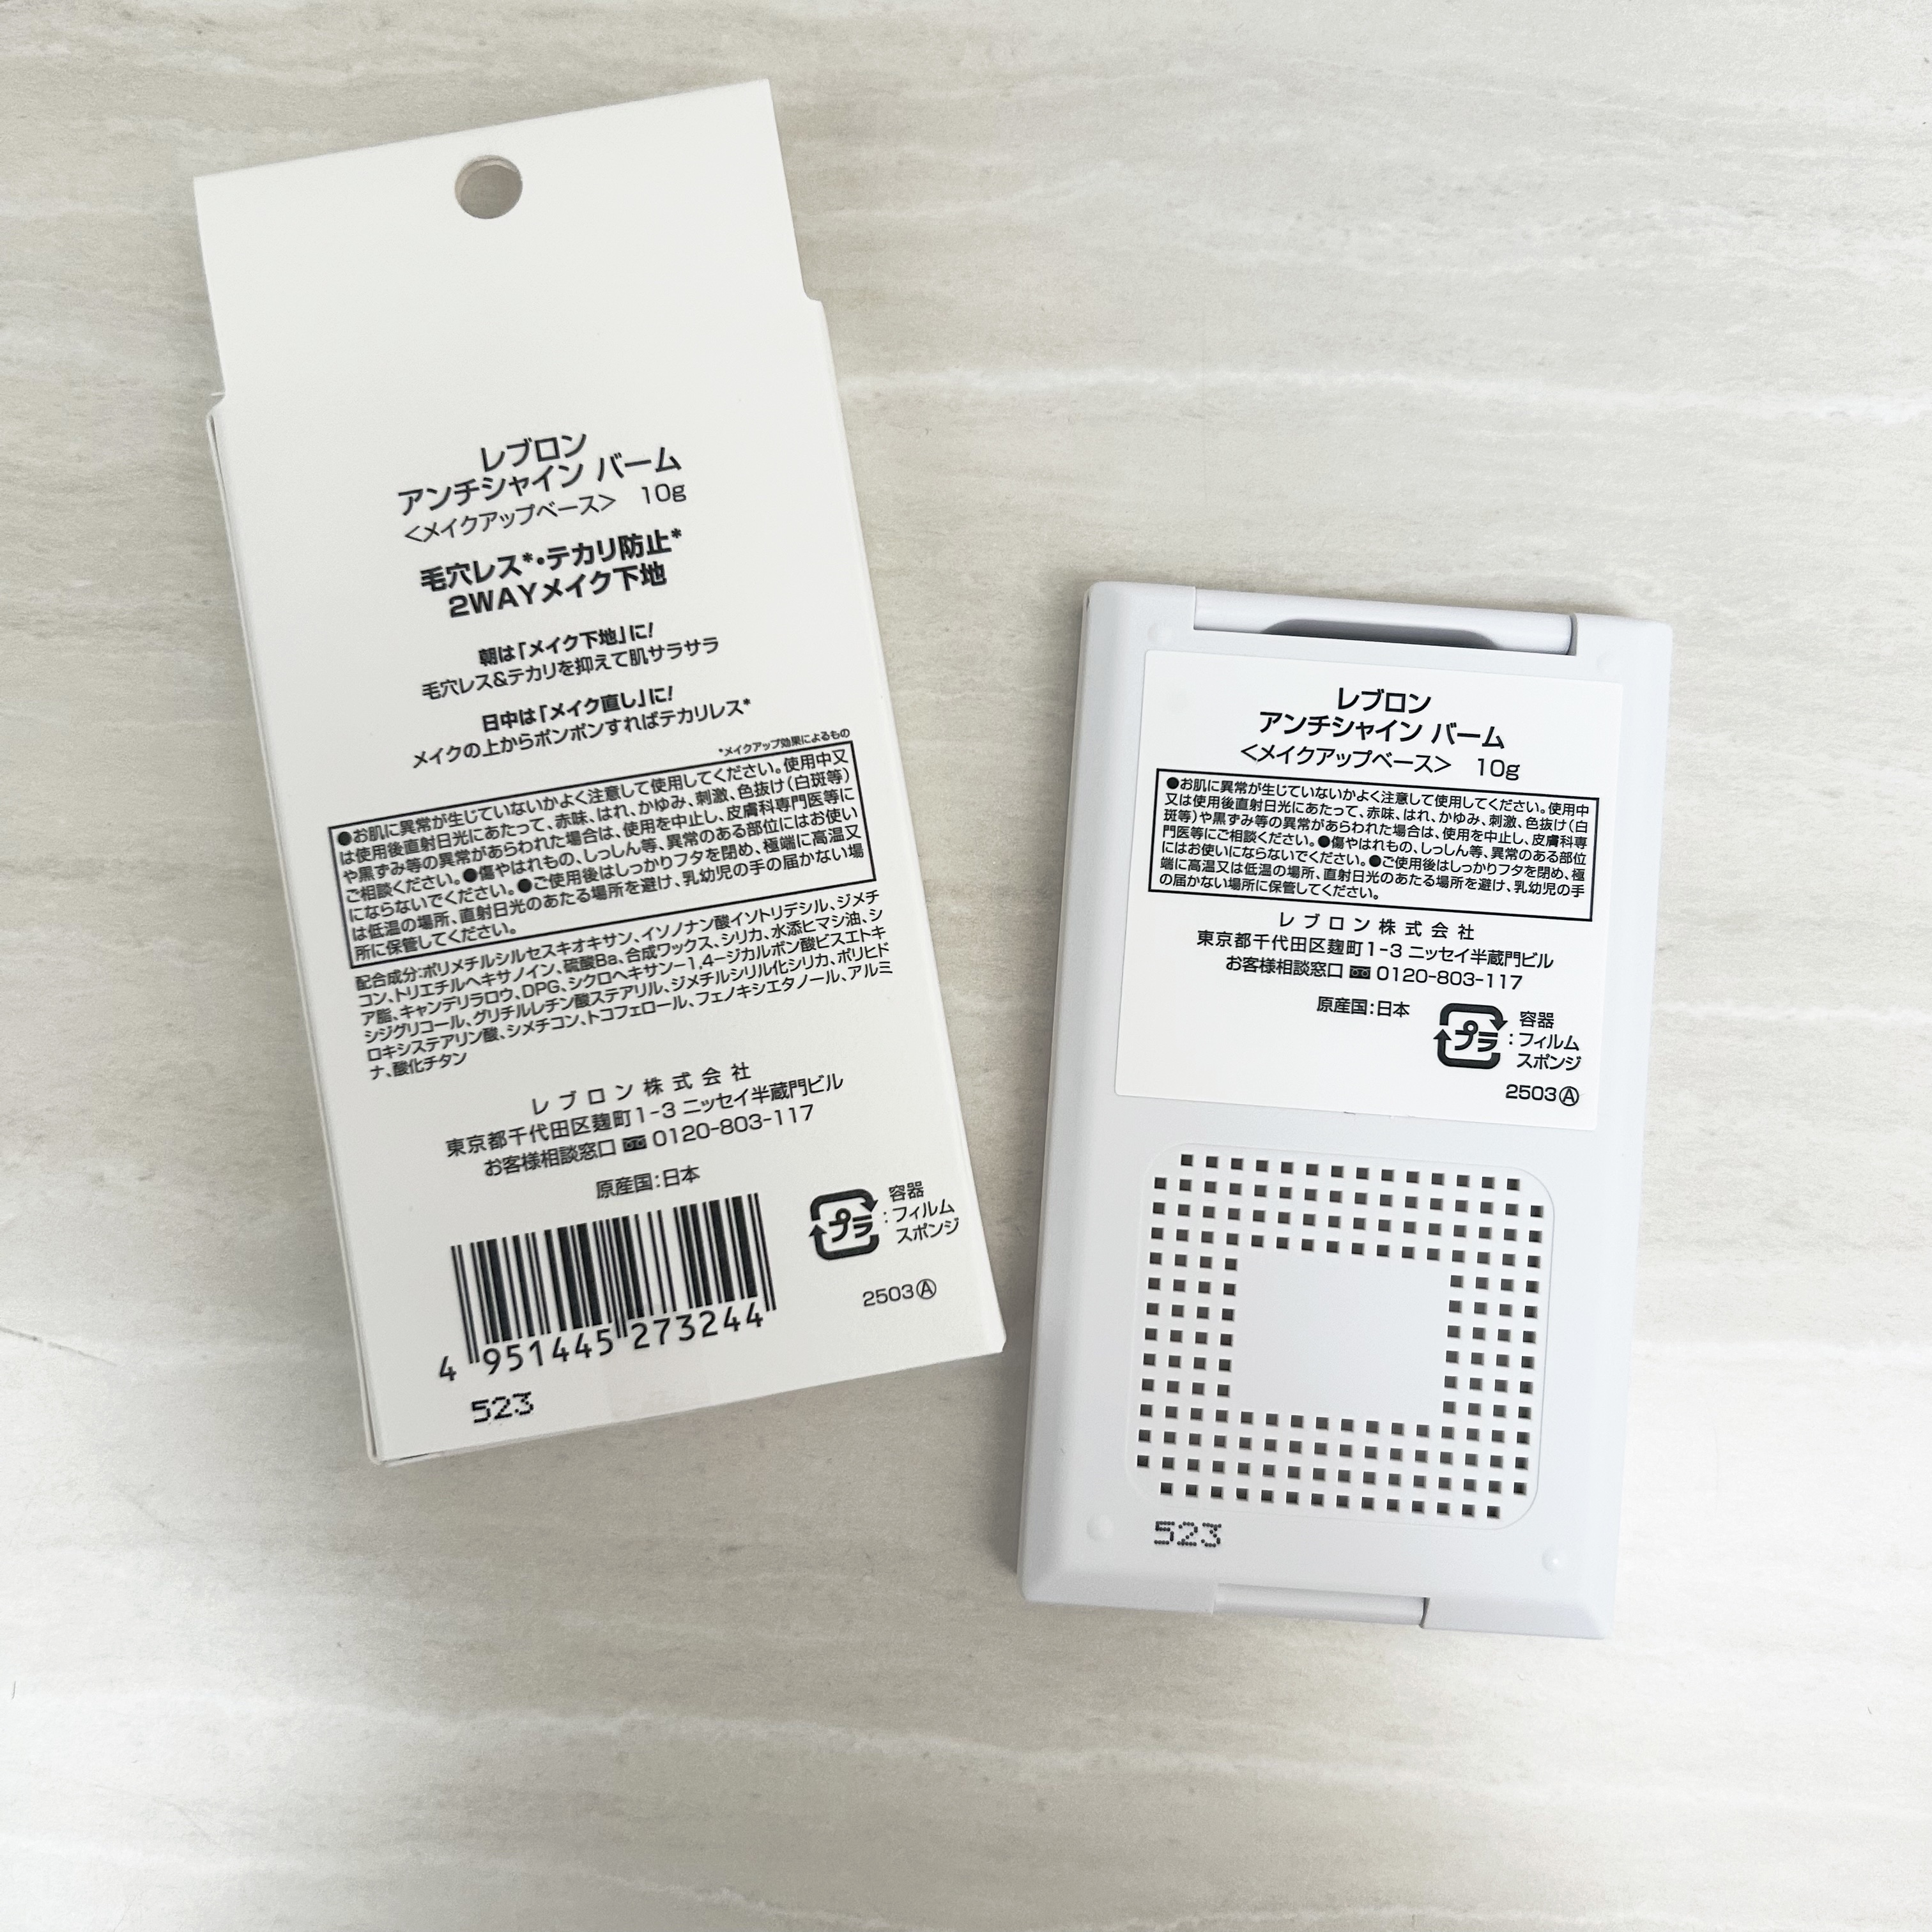 レブロン
アンチシャイン バーム
＜メイクアップベース＞ 10g
毛穴レス*・テカリ防止*
2WAYメイク下地
朝は「メイク下地」に!
毛穴レス&テカリを抑えて肌サラサラ
日中は「メイク直し」に!
メイクの上からポンポンすればテカリレス*
*メイクアップ効果によるもの
●お肌に異常が生じていないかよく注意して使用してください。使用中又
は使用後直射日光にあたって、赤味、はれ、かゆみ、刺激、色抜け(白斑等)
や黒ずみ等の異常があらわれた場合は、使用を中止し、皮膚科専門医等に
ご相談ください。●傷やはれもの、しっしん等、異常のある部位にはお使い
にならないでください。●ご使用後はしっかりフタを閉め、極端に高温又
は低温の場所、直射日光のあたる場所を避け、乳幼児の手の届かない場
所に保管してください。
配合成分:ポリメチルシルセスキオキサン、イソノナン酸イソトリデシル、ジメチ
コン、トリエチルヘキサノイン、硫酸Ba、合成ワックス、シリカ、水添ヒマシ油、シ
ア脂、キャンデリラロウ、DPG、シクロヘキサン-1,4-ジカルボン酸ビスエトキ
シジグリコール、グリチルレチン酸ステアリル、ジメチルシリル化シリカ、ポリヒド
ロキシステアリン酸、シメチコン、トコフェロール、フェノキシエタノール、アルミ
ナ、酸化チタン
レブロン株式会社
東京都千代田区麹町1-3 ニッセイ半蔵門ビル
お客様相談窓口 0120-803-117
原産国:日本
プラ
容器
:フィルム
スポンジ
2503Ⓐ
4 951445 273244
523
レブロン
アンチシャイン バーム
＜メイクアップベース＞ 10g
●お肌に異常が生じていないかよく注意して使用してください。使用中
又は使用後直射日光にあたって、赤味、はれ、かゆみ、刺激、色抜け(白
斑等)や黒ずみ等の異常があらわれた場合は、使用を中止し、皮膚科専
門医等にご相談ください。●傷やはれもの、しっしん等、異常のある部位
にはお使いにならないでください。●ご使用後はしっかりフタを閉め、極
端に高温又は低温の場所、直射日光のあたる場所を避け、乳幼児の手
の届かない場所に保管してください。
レブロン株式会社
東京都千代田区麹町1-3 ニッセイ半蔵門ビル
お客様相談窓口 0120-803-117
原産国:日本
プラ
容器
:フィルム
スポンジ
2503Ⓐ
523